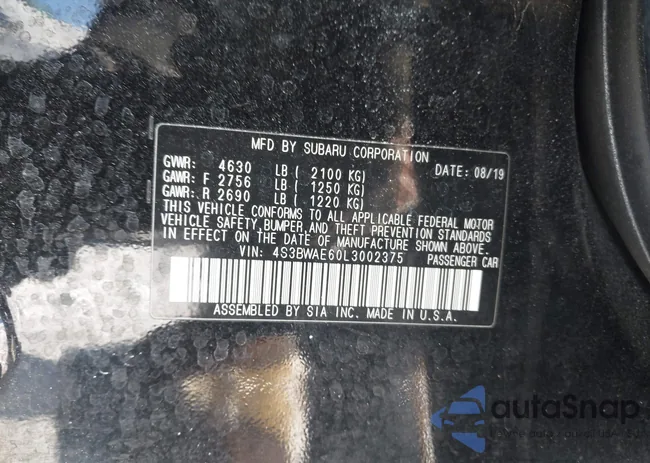 MFD BY SUBARU CORPORATION
GVWR: 4630 LB ( 2100 KG) DATE: 08/19
GAWR: F 2756 LB ( 1250 KG)
GAWR: R 2690 LB ( 1220 KG)
THIS VEHICLE CONFORMS TO ALL APPLICABLE FEDERAL MOTOR
VEHICLE SAFETY, BUMPER, AND THEFT PREVENTION STANDARDS
IN EFFECT ON THE DATE OF MANUFACTURE SHOWN ABOVE.
VIN: 4S3BWAE60L3002375 PASSENGER CAR
ASSEMBLED BY SIA INC. MADE IN U.S.A.
autoSnap